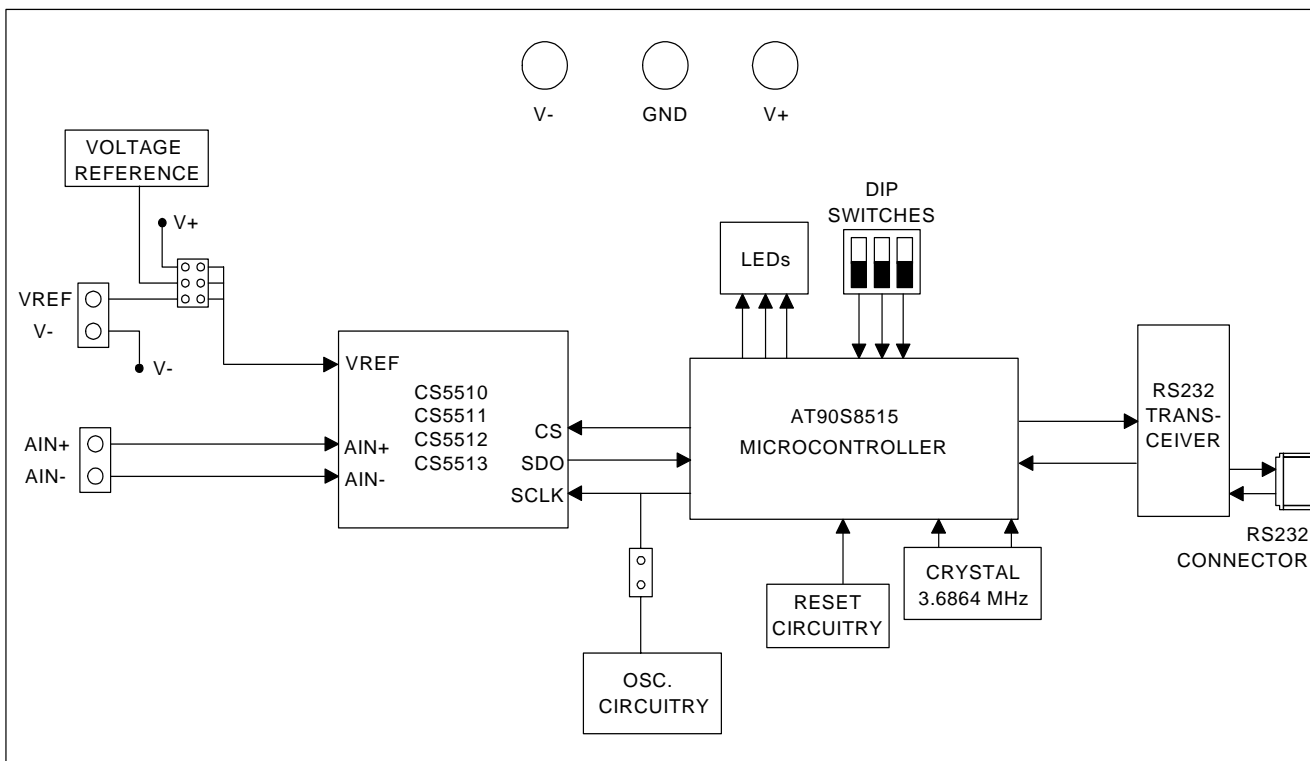 V-
GND
V+
VOLTAGE
REFERENCE
V+
VREF
V-
V-
AIN+
AIN-
VREF
AIN+
AIN-
CS5510
CS5511
CS5512
CS5513
CS
SDO
SCLK
OSC.
CIRCUITRY
LEDs
DIP
SWITCHES
AT90S8515
MICROCONTROLLER
RESET
CIRCUITRY
CRYSTAL
3.6864 MHz
RS232
TRANS-
CEIVER
RS232
CONNECTOR